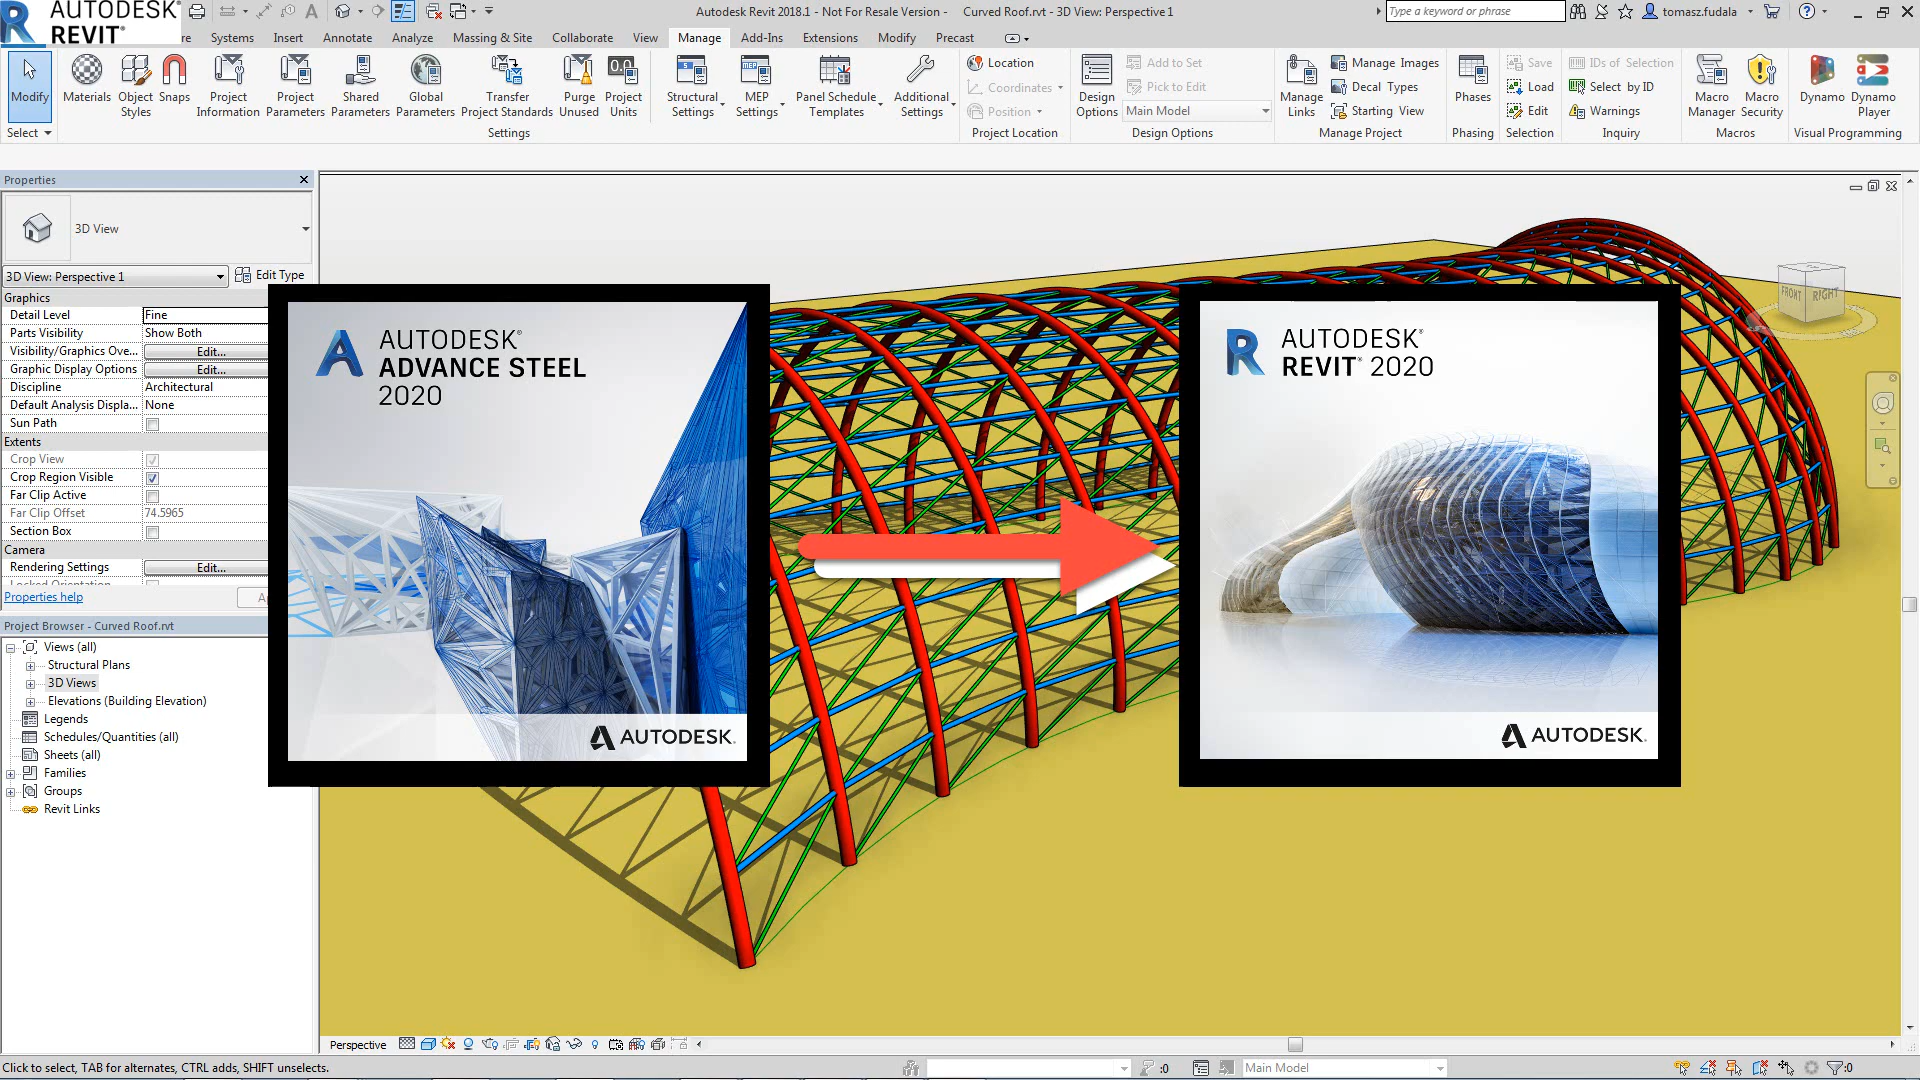 AUTODESK®
REVIT®
Autodesk Revit 2018.1 - Not For Resale Version -    Curved Roof.rvt - 3D View: Perspective 1
Type a keyword or phrase
tomasz.fudala
re Systems Insert Annotate Analyze Massing & Site Collaborate View Manage Add-Ins Extensions Modify Precast
Modify
Materials
Object Styles
Snaps
Project Information
Project Parameters
Shared Parameters
Global Parameters
Transfer Project Standards
Purge Unused
Project Units
Structural Settings
MEP Settings
Panel Schedule Templates
Additional Settings
Location
Coordinates
Position
Design Options
Add to Set
Pick to Edit
Main Model
Manage Links
Manage Images
Decal Types
Starting View
Phases
Save
Load
Edit
IDs of Selection
Select by ID
Warnings
Macro Manager
Macro Security
Dynamo
Dynamo Player
Select
Settings
Project Location
Design Options
Manage Project
Phasing
Selection
Inquiry
Macros
Visual Programming
Properties
3D View
3D View: Perspective 1
Edit Type
Graphics
Detail Level Fine
Parts Visibility Show Both
Visibility/Graphics Ove... Edit...
Graphic Display Options Edit...
Discipline Architectural
Default Analysis Displa... None
Sun Path
Extents
Crop View
Crop Region Visible
Far Clip Active
Far Clip Offset 74.5965
Section Box
Camera
Rendering Settings Edit...
Locked Orientation
Properties help
Ap
Project Browser - Curved Roof.rvt
Views (all)
Structural Plans
3D Views
Elevations (Building Elevation)
Legends
Schedules/Quantities (all)
Sheets (all)
Families
Groups
Revit Links
AUTODESK®
ADVANCE STEEL
2020
AUTODESK.
AUTODESK®
REVIT® 2020
AUTODESK.
FRONT RIGHT
Perspective
Click to select, TAB for alternates, CTRL adds, SHIFT unselects.
:0
Main Model
:0